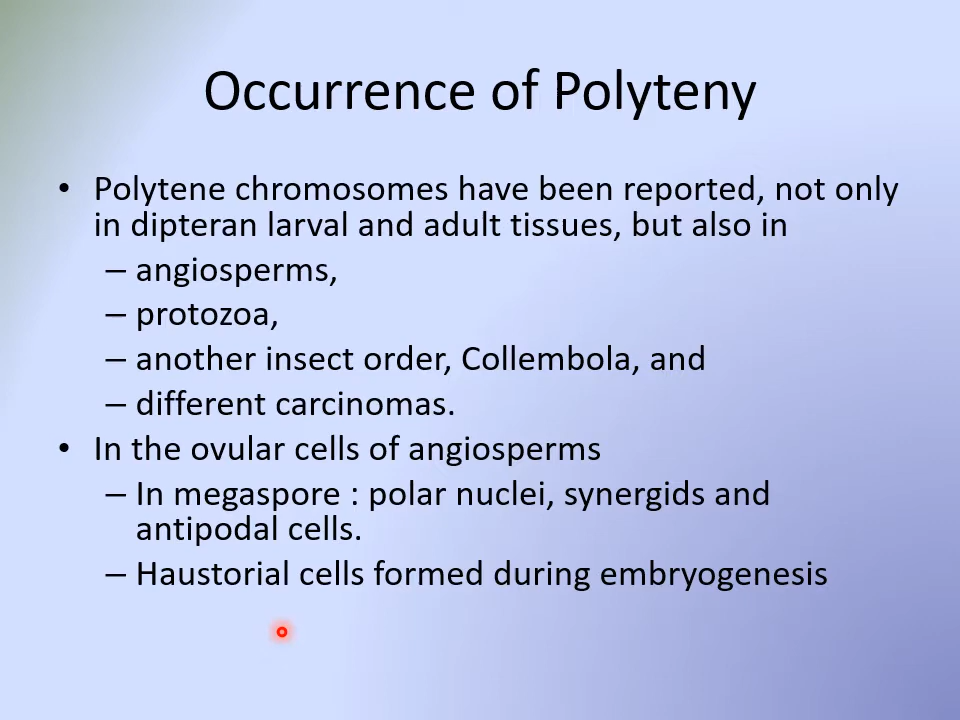 Occurrence of Polyteny
• Polytene chromosomes have been reported, not only
in dipteran larval and adult tissues, but also in
– angiosperms,
– protozoa,
– another insect order, Collembola, and
– different carcinomas.
• In the ovular cells of angiosperms
– In megaspore : polar nuclei, synergids and
antipodal cells.
– Haustorial cells formed during embryogenesis